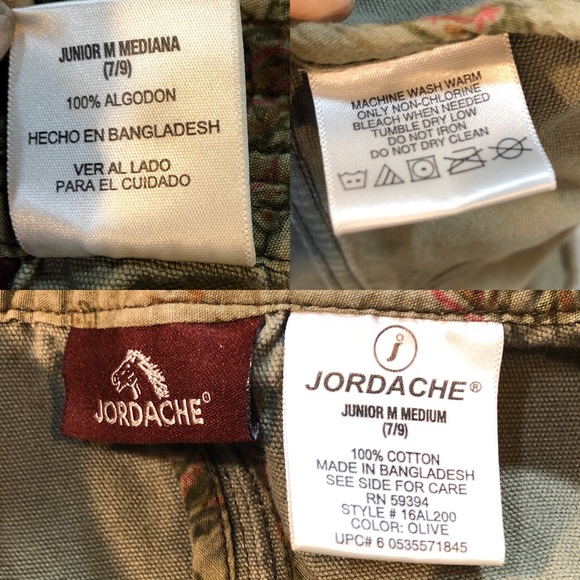 JUNIOR M MEDIANA
(7/9)
100% ALGODON
HECHO EN BANGLADESH
VER AL LADO
PARA EL CUIDADO
MACHINE WASH WARM
ONLY NON-CHLORINE
BLEACH WHEN NEEDED
TUMBLE DRY LOW
DO NOT IRON
DO NOT DRY CLEAN
JORDACHE®
j
JORDACHE®
JUNIOR M MEDIUM
(7/9)
100% COTTON
MADE IN BANGLADESH
SEE SIDE FOR CARE
RN 59394
STYLE # 16AL200
COLOR: OLIVE
UPC# 6 0535571845